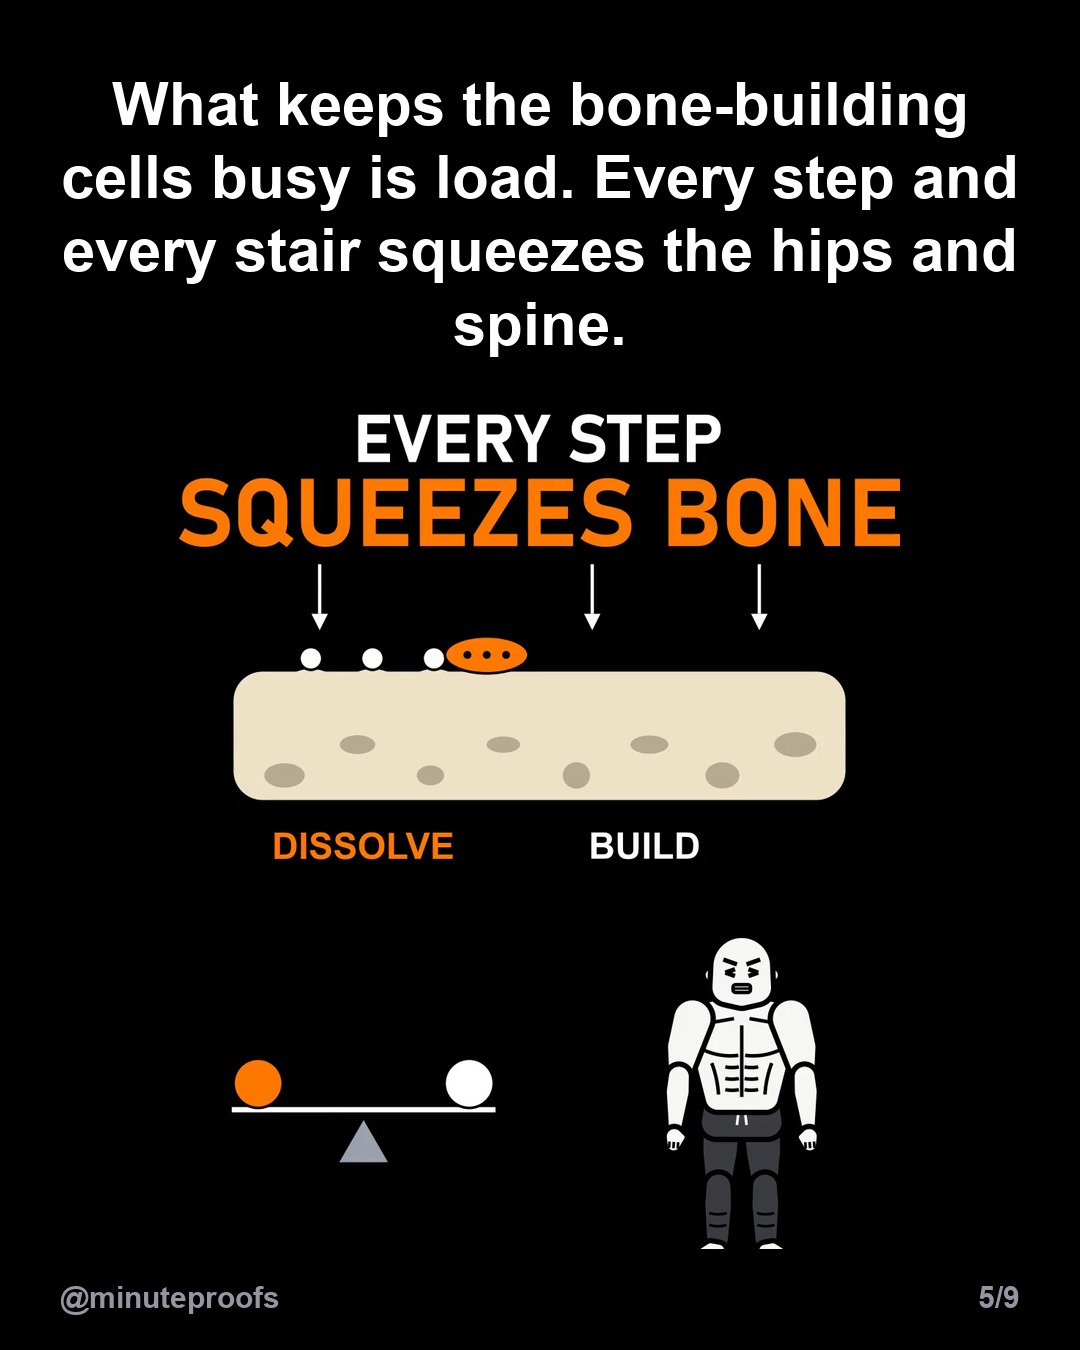 What keeps the bone-building
cells busy is load. Every step and
every stair squeezes the hips and
spine.
EVERY STEP
SQUEEZES BONE
DISSOLVE
BUILD
@minuteproofs
5/9